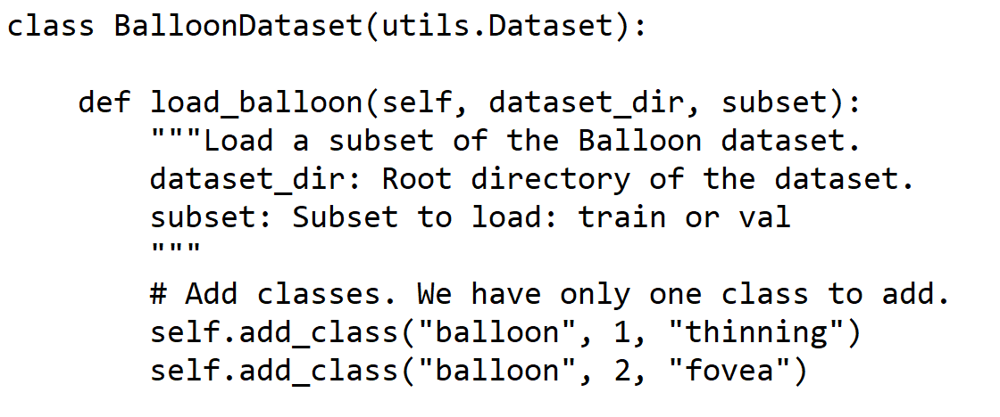 class BalloonDataset(utils.Dataset):
    def load_balloon(self, dataset_dir, subset):
        """Load a subset of the Balloon dataset.
        dataset_dir: Root directory of the dataset.
        subset: Subset to load: train or val
        """
        # Add classes. We have only one class to add.
        self.add_class("balloon", 1, "thinning")
        self.add_class("balloon", 2, "fovea")